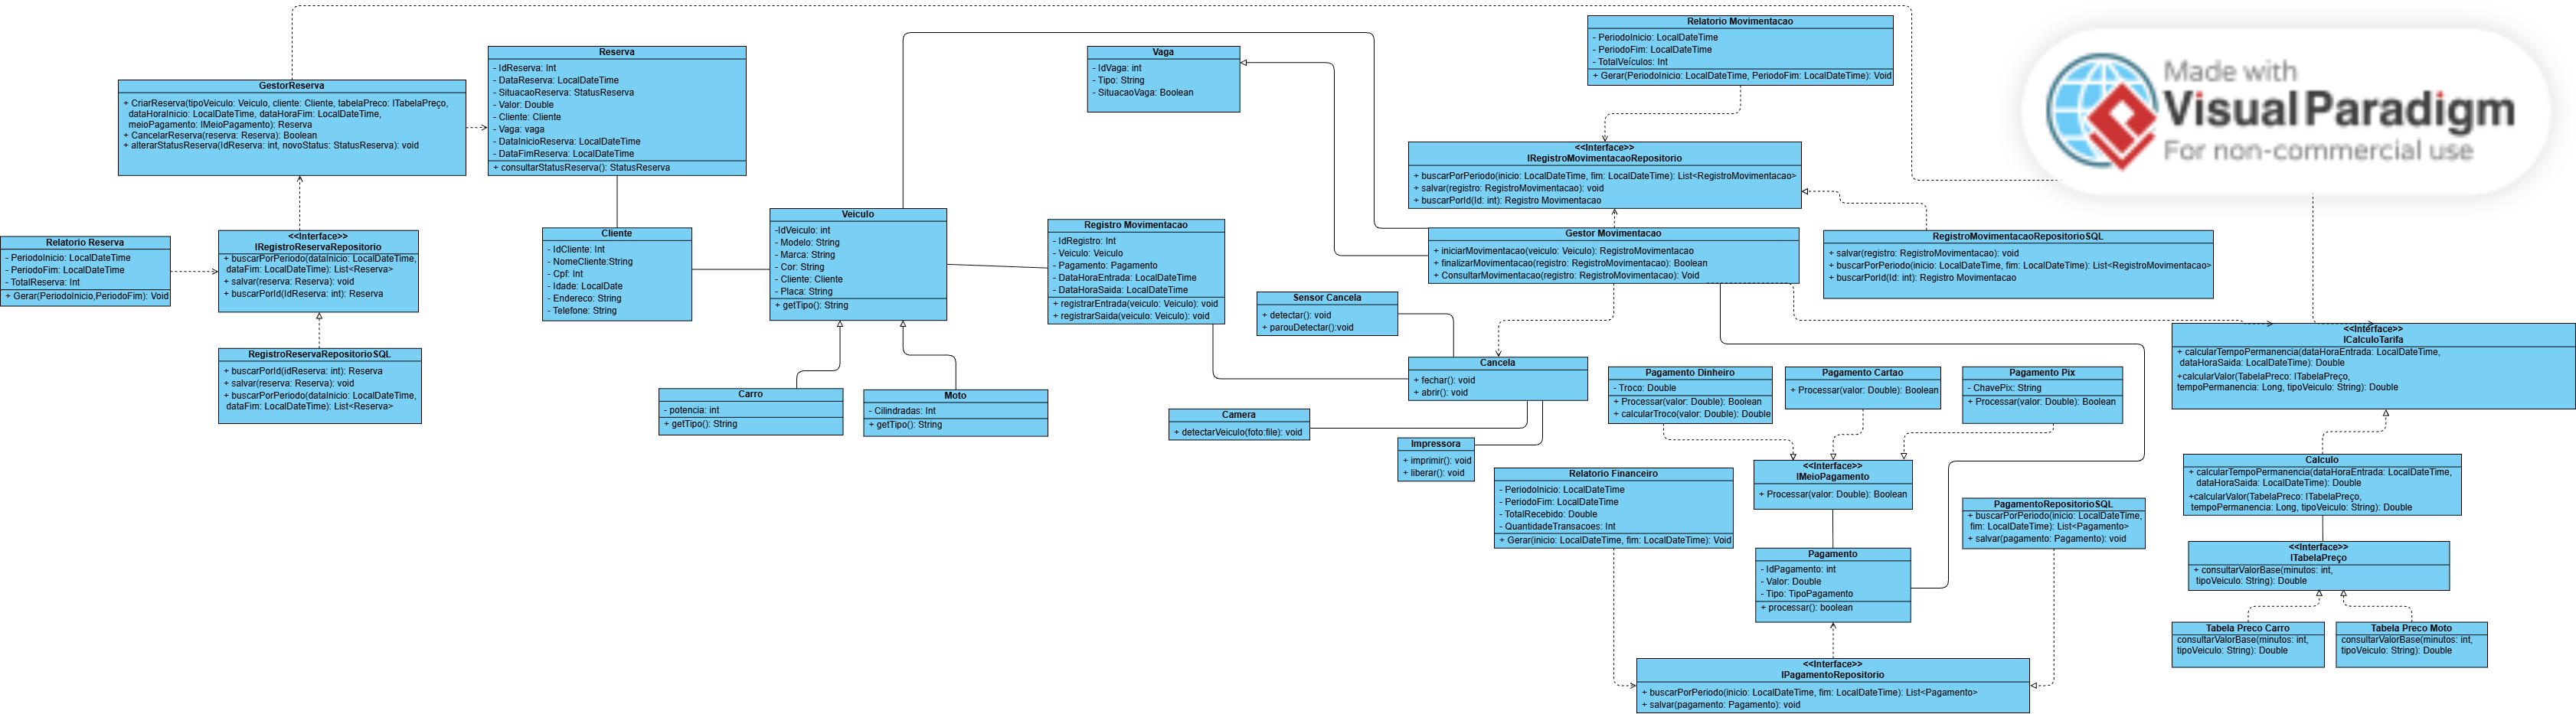 Relatorio Movimentacao
- PeriodoInicio: LocalDateTime
- PeriodoFim: LocalDateTime
- TotalVeículos: Int
+ Gerar(PeriodoInicio: LocalDateTime, PeriodoFim: LocalDateTime): Void
Made with
Visual Paradigm
For non-commercial use
Reserva
- IdReserva: Int
- DataReserva: LocalDateTime
- SituacaoReserva: StatusReserva
- Valor: Double
- Cliente: Cliente
- Vaga: vaga
- DataInicioReserva: LocalDateTime
- DataFimReserva: LocalDateTime
+ consultarStatusReserva(): StatusReserva
Vaga
- IdVaga: int
- Tipo: String
- SituacaoVaga: Boolean
GestorReserva
+ CriarReserva(tipoVeiculo: Veiculo, cliente: Cliente, tabelaPreco: ITabelaPreço,
dataHoraInicio: LocalDateTime, dataHoraFim: LocalDateTime,
meioPagamento: IMeioPagamento): Reserva
+ CancelarReserva(reserva: Reserva): Boolean
+ alterarStatusReserva(IdReserva: int, novoStatus: StatusReserva): void
<<Interface>>
IRegistroMovimentacaoRepositorio
+ buscarPorPeriodo(inicio: LocalDateTime, fim: LocalDateTime): List<RegistroMovimentacao>
+ salvar(registro: RegistroMovimentacao): void
+ buscarPorId(Id: int): Registro Movimentacao
Relatorio Reserva
- PeriodoInicio: LocalDateTime
- PeriodoFim: LocalDateTime
- TotalReserva: Int
+ Gerar(PeriodoInicio,PeriodoFim): Void
<<Interface>>
IRegistroReservaRepositorio
+ buscarPorPeriodo(dataInicio: LocalDateTime,
dataFim: LocalDateTime): List<Reserva>
+ salvar(reserva: Reserva): void
+ buscarPorId(IdReserva: int): Reserva
Cliente
- IdCliente: Int
- NomeCliente:String
- Cpf: Int
- Idade: LocalDate
- Endereco: String
- Telefone: String
Veiculo
-IdVeiculo: int
- Modelo: String
- Marca: String
- Cor: String
- Cliente: Cliente
- Placa: String
+ getTipo(): String
Registro Movimentacao
- IdRegistro: Int
- Veiculo: Veiculo
- Pagamento: Pagamento
- DataHoraEntrada: LocalDateTime
- DataHoraSaida: LocalDateTime
+ registrarEntrada(veiculo: Veiculo): void
+ registrarSaida(veiculo: Veiculo): void
Gestor Movimentacao
+ iniciarMovimentacao(veiculo: Veiculo): RegistroMovimentacao
+ finalizarMovimentacao(registro: RegistroMovimentacao): Boolean
+ ConsultarMovimentacao(registro: RegistroMovimentacao): Void
RegistroMovimentacaoRepositorioSQL
+ salvar(registro: RegistroMovimentacao): void
+ buscarPorPeriodo(inicio: LocalDateTime, fim: LocalDateTime): List<RegistroMovimentacao>
+ buscarPorId(Id: int): Registro Movimentacao
Sensor Cancela
+ detectar(): void
+ parouDetectar():void
<<Interface>>
ICalculoTarifa
+ calcularTempoPermanencia(dataHoraEntrada: LocalDateTime,
dataHoraSaida: LocalDateTime): Double
+calcularValor(TabelaPreco: ITabelaPreço,
tempoPermanencia: Long, tipoVeiculo: String): Double
RegistroReservaRepositorioSQL
+ buscarPorId(idReserva: int): Reserva
+ salvar(reserva: Reserva): void
+ buscarPorPeriodo(dataInicio: LocalDateTime,
dataFim: LocalDateTime): List<Reserva>
Carro
- potencia: int
+ getTipo(): String
Moto
- Cilindradas: Int
+ getTipo(): String
Cancela
+ fechar(): void
+ abrir(): void
Pagamento Dinheiro
- Troco: Double
+ Processar(valor: Double): Boolean
+ calcularTroco(valor: Double): Double
Pagamento Cartao
+ Processar(valor: Double): Boolean
Pagamento Pix
- ChavePix: String
+ Processar(valor: Double): Boolean
Camera
+ detectarVeiculo(foto:file): void
Impressora
+ imprimir(): void
+ liberar(): void
Relatorio Financeiro
- PeriodoInicio: LocalDateTime
- PeriodoFim: LocalDateTime
- TotalRecebido: Double
- QuantidadeTransacoes: Int
+ Gerar(inicio: LocalDateTime, fim: LocalDateTime): Void
<<Interface>>
IMeioPagamento
+ Processar(valor: Double): Boolean
Calculo
+ calcularTempoPermanencia(dataHoraEntrada: LocalDateTime,
dataHoraSaida: LocalDateTime): Double
+calcularValor(TabelaPreco: ITabelaPreço,
tempoPermanencia: Long, tipoVeiculo: String): Double
PagamentoRepositorioSQL
+ buscarPorPeriodo(inicio: LocalDateTime,
fim: LocalDateTime): List<Pagamento>
+ salvar(pagamento: Pagamento): void
Pagamento
- IdPagamento: int
- Valor: Double
- Tipo: TipoPagamento
+ processar(): boolean
<<Interface>>
ITabelaPreço
+ consultarValorBase(minutos: int,
tipoVeiculo: String): Double
Tabela Preco Carro
consultarValorBase(minutos: int,
tipoVeiculo: String): Double
Tabela Preco Moto
consultarValorBase(minutos: int,
tipoVeiculo: String): Double
<<Interface>>
IPagamentoRepositorio
+ buscarPorPeriodo(inicio: LocalDateTime, fim: LocalDateTime): List<Pagamento>
+ salvar(pagamento: Pagamento): void